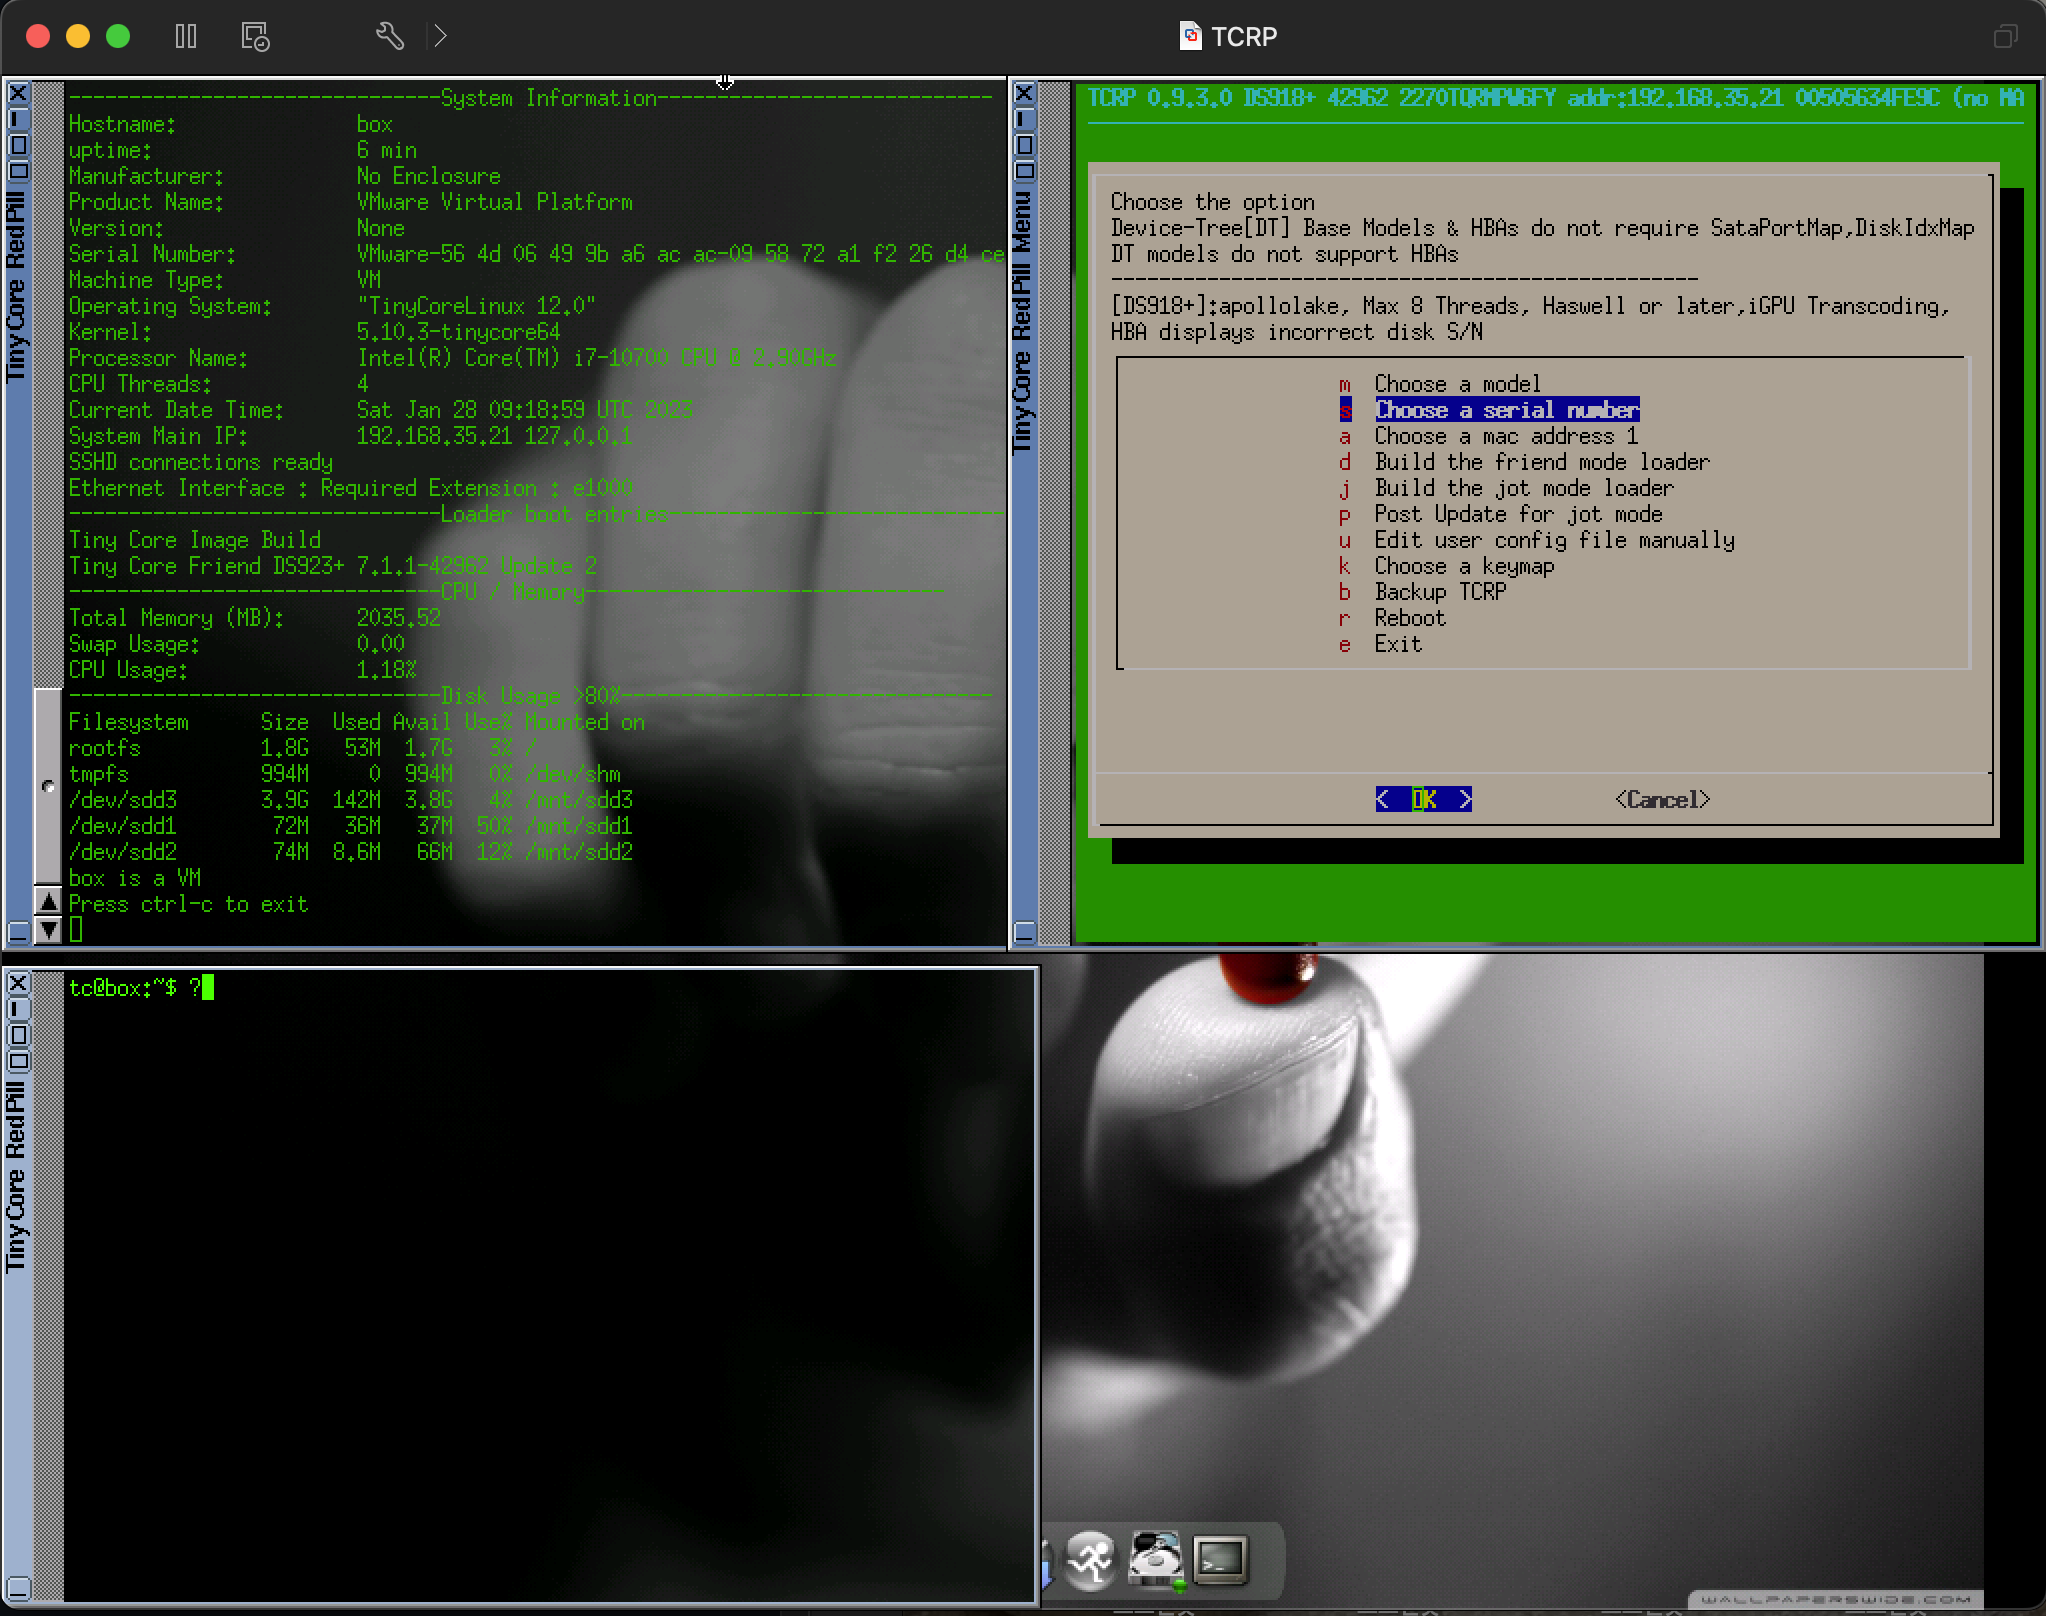 TCRP
TinyCore RedPill
-------------------------------System Information----------------------------
Hostname: box
uptime: 6 min
Manufacturer: No Enclosure
Product Name: VMware Virtual Platform
Version: None
Serial Number: VMware-56 4d 06 49 9b a6 ac ac-09 58 72 a1 f2 26 d4 ce
Machine Type: VM
Operating System: "TinyCoreLinux 12.0"
Kernel: 5.10.3-tinycore64
Processor Name: Intel(R) Core(TM) i7-10700 CPU @ 2.90GHz
CPU Threads: 4
Current Date Time: Sat Jan 28 09:18:59 UTC 2023
System Main IP: 192.168.35.21 127.0.0.1
SSHD connections ready
Ethernet Interface : Required Extension : e1000
-------------------------------Loader boot entries----------------------------
Tiny Core Image Build
Tiny Core Friend DS923+ 7.1.1-42962 Update 2
-------------------------------CPU / Memory------------------------------
Total Memory (MB): 2035.52
Swap Usage: 0.00
CPU Usage: 1.18%
-------------------------------Disk Usage >80%-------------------------------
Filesystem Size Used Avail Use% Mounted on
rootfs 1.8G 53M 1.7G 3% /
tmpfs 994M 0 994M 0% /dev/shm
/dev/sdd3 3.9G 142M 3.8G 4% /mnt/sdd3
/dev/sdd1 72M 36M 37M 50% /mnt/sdd1
/dev/sdd2 74M 8.6M 66M 12% /mnt/sdd2
box is a VM
Press ctrl-c to exit
TinyCore RedPill Menu
TCRP 0.9.3.0 DS918+ 42962 2270TQRMPW6FY addr:192.168.35.21 00505634FE9C (no MA
Choose the option
Device-Tree[DT] Base Models & HBAs do not require SataPortMap,DiskIdxMap
DT models do not support HBAs
-------------------------------------------------
[DS918+]:apollolake, Max 8 Threads, Haswell or later,iGPU Transcoding,
HBA displays incorrect disk S/N
m Choose a model
s Choose a serial number
a Choose a mac address 1
d Build the friend mode loader
j Build the jot mode loader
p Post Update for jot mode
u Edit user config file manually
k Choose a keymap
b Backup TCRP
r Reboot
e Exit
< OK > <Cancel>
TinyCore RedPill
tc@box:~$ ?
WALLPAPERSWIDE.COM